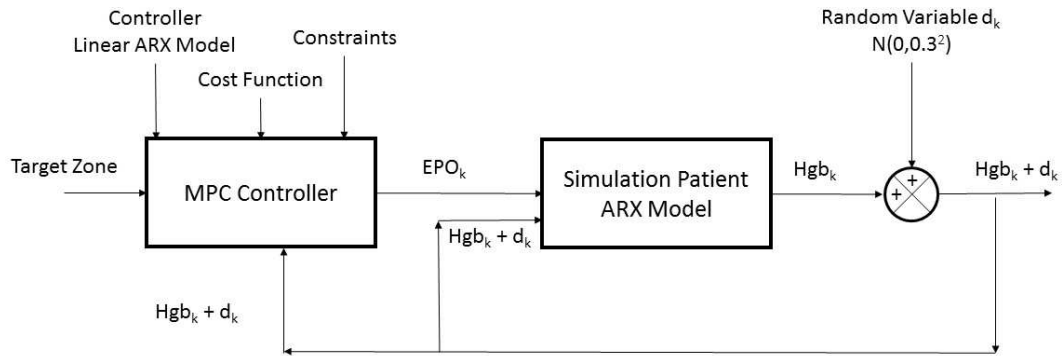 Controller
Linear ARX Model
Constraints
Cost Function
Random Variable dₖ
N(0,0.3²)
Target Zone
MPC Controller
EPOₖ
Simulation Patient
ARX Model
Hgbₖ
+
+
Hgbₖ + dₖ
Hgbₖ + dₖ
Hgbₖ + dₖ